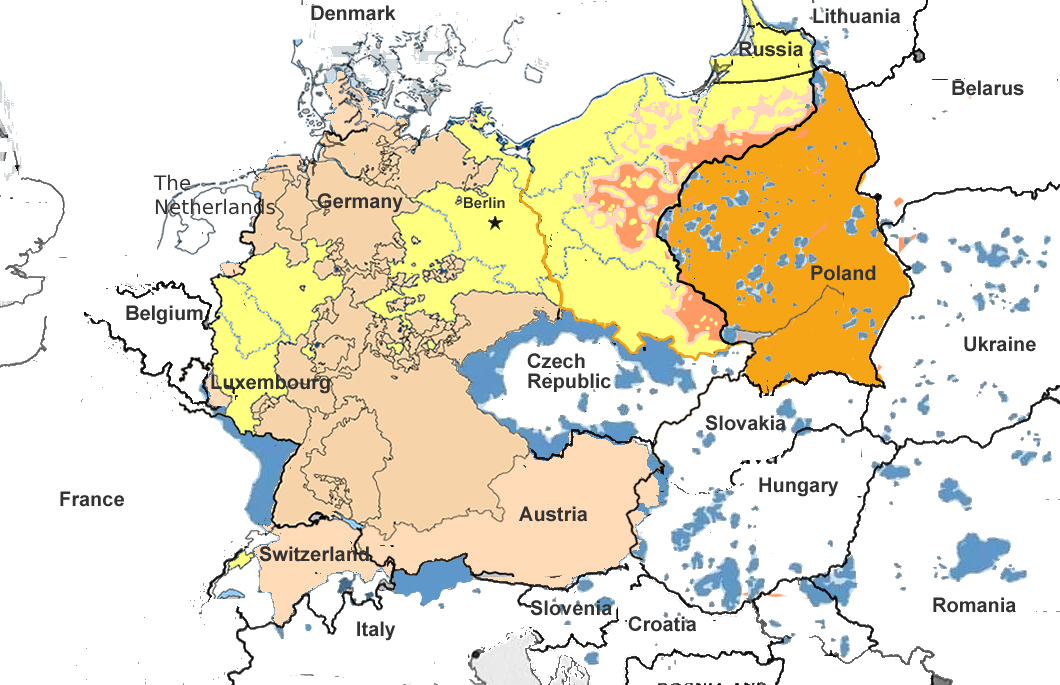 Denmark
Lithuania
Russia
Belarus
The
Netherlands
Germany
Berlin
Poland
Belgium
Ukraine
Czech
Republic
Luxembourg
Slovakia
Hungary
France
Austria
Switzerland
Romania
Slovenia
Croatia
Italy